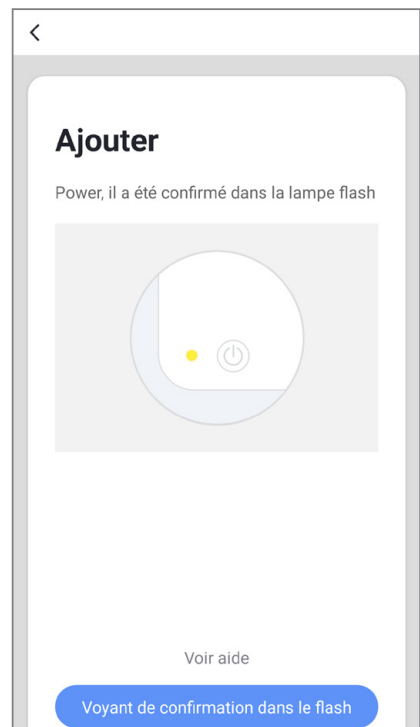 Ajouter
Power, il a été confirmé dans la lampe flash
Voir aide
Voyant de confirmation dans le flash